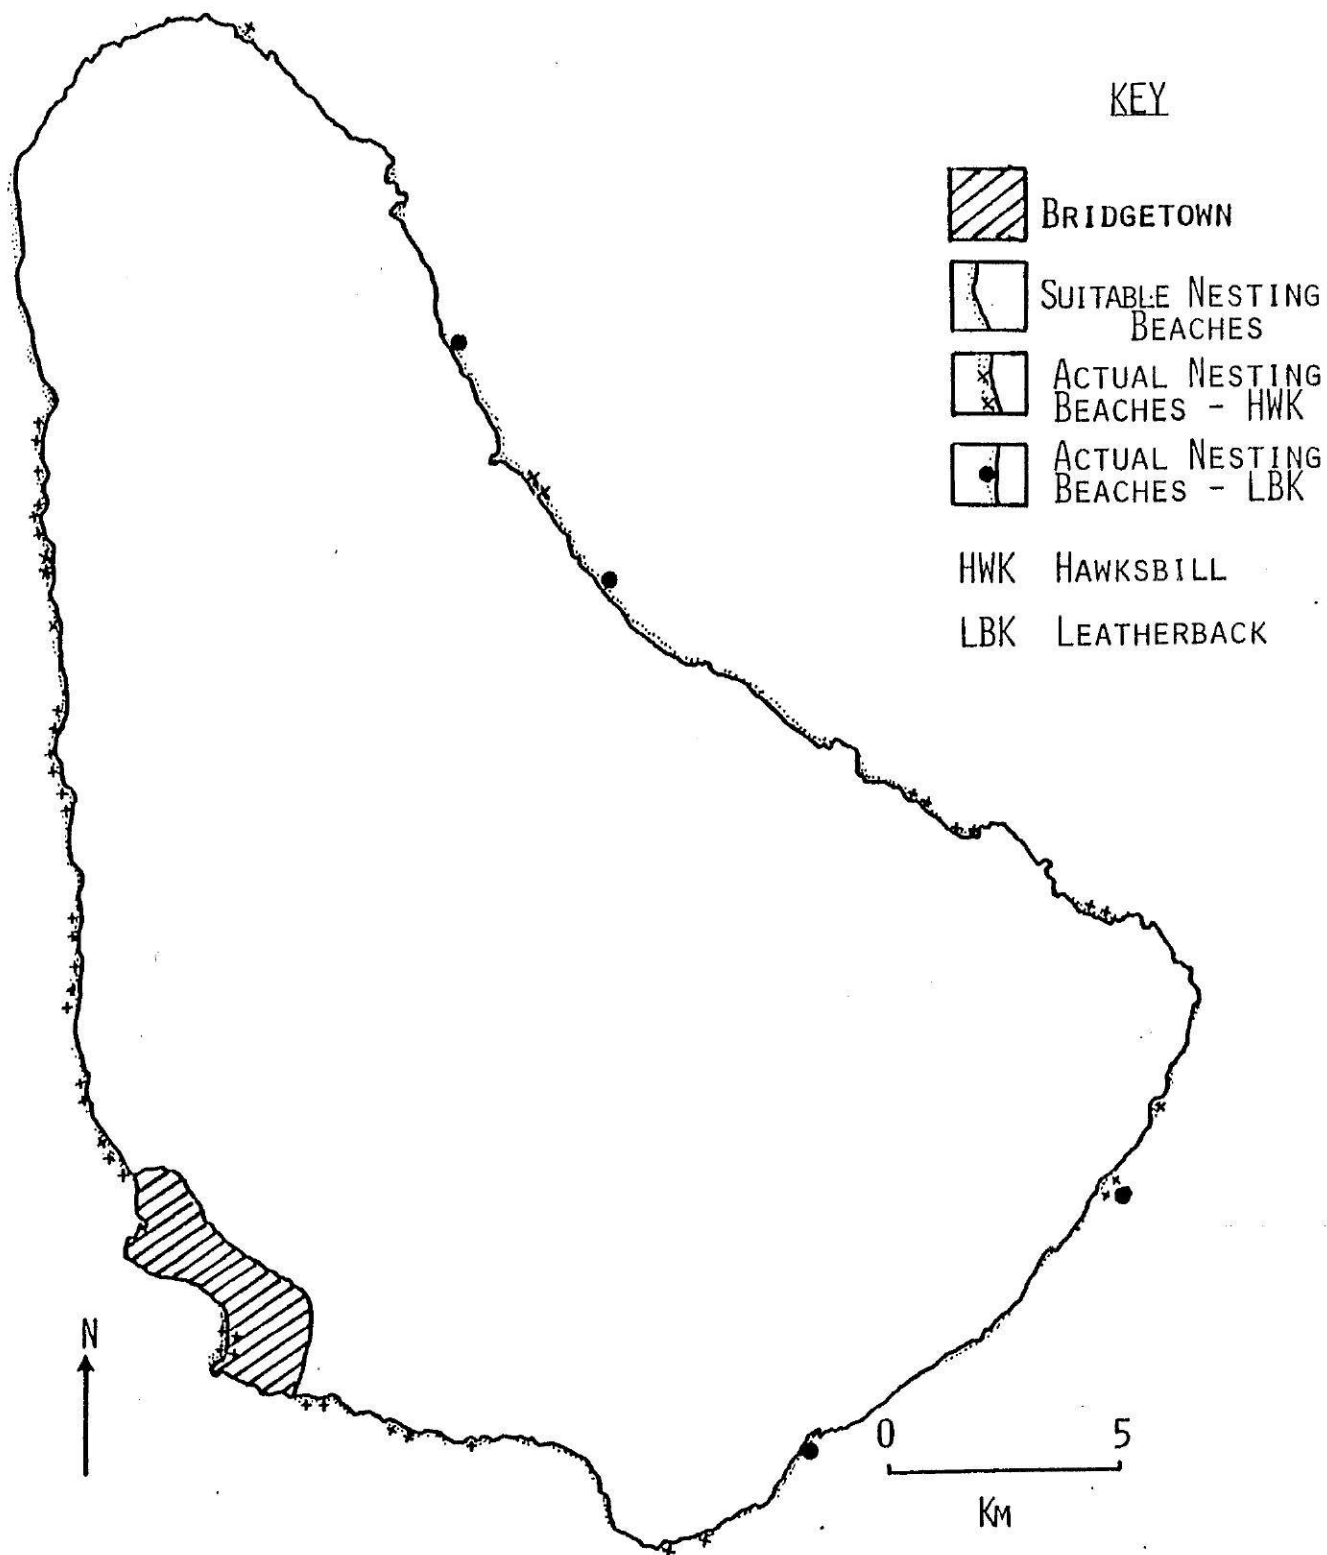 KEY
BRIDGETOWN
SUITABLE NESTING
BEACHES
ACTUAL NESTING
BEACHES - HWK
ACTUAL NESTING
BEACHES - LBK
HWK HAWKSBILL
LBK LEATHERBACK
N
0 5
KM